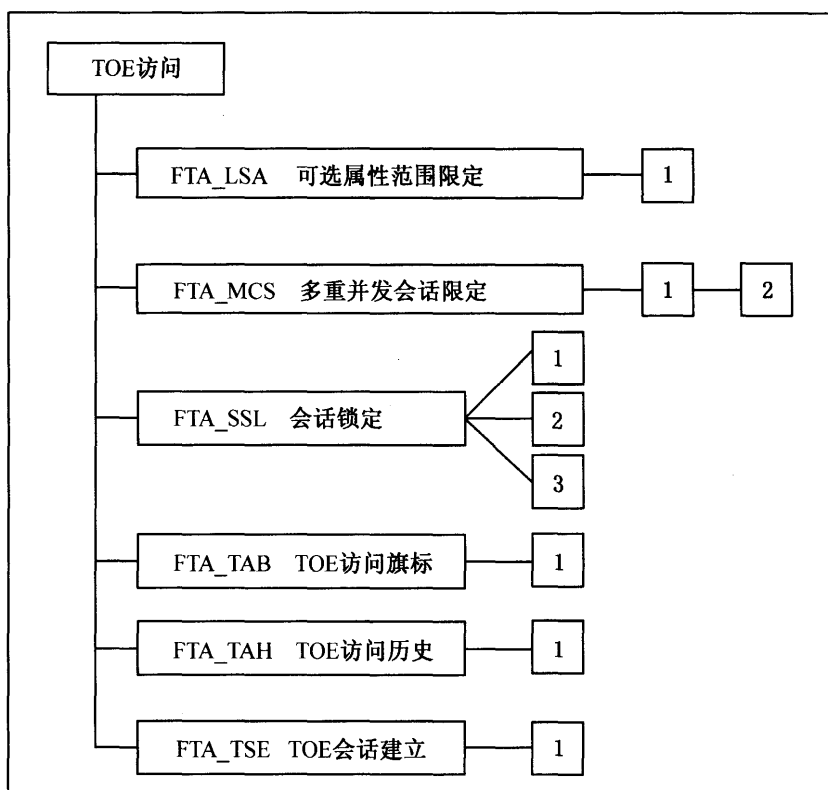 TOE访问
FTA_LSA 可选属性范围限定 1
FTA_MCS 多重并发会话限定 1 2
1
FTA_SSL 会话锁定 2
3
FTA_TAB TOE访问旗标 1
FTA_TAH TOE访问历史 1
FTA_TSE TOE会话建立 1